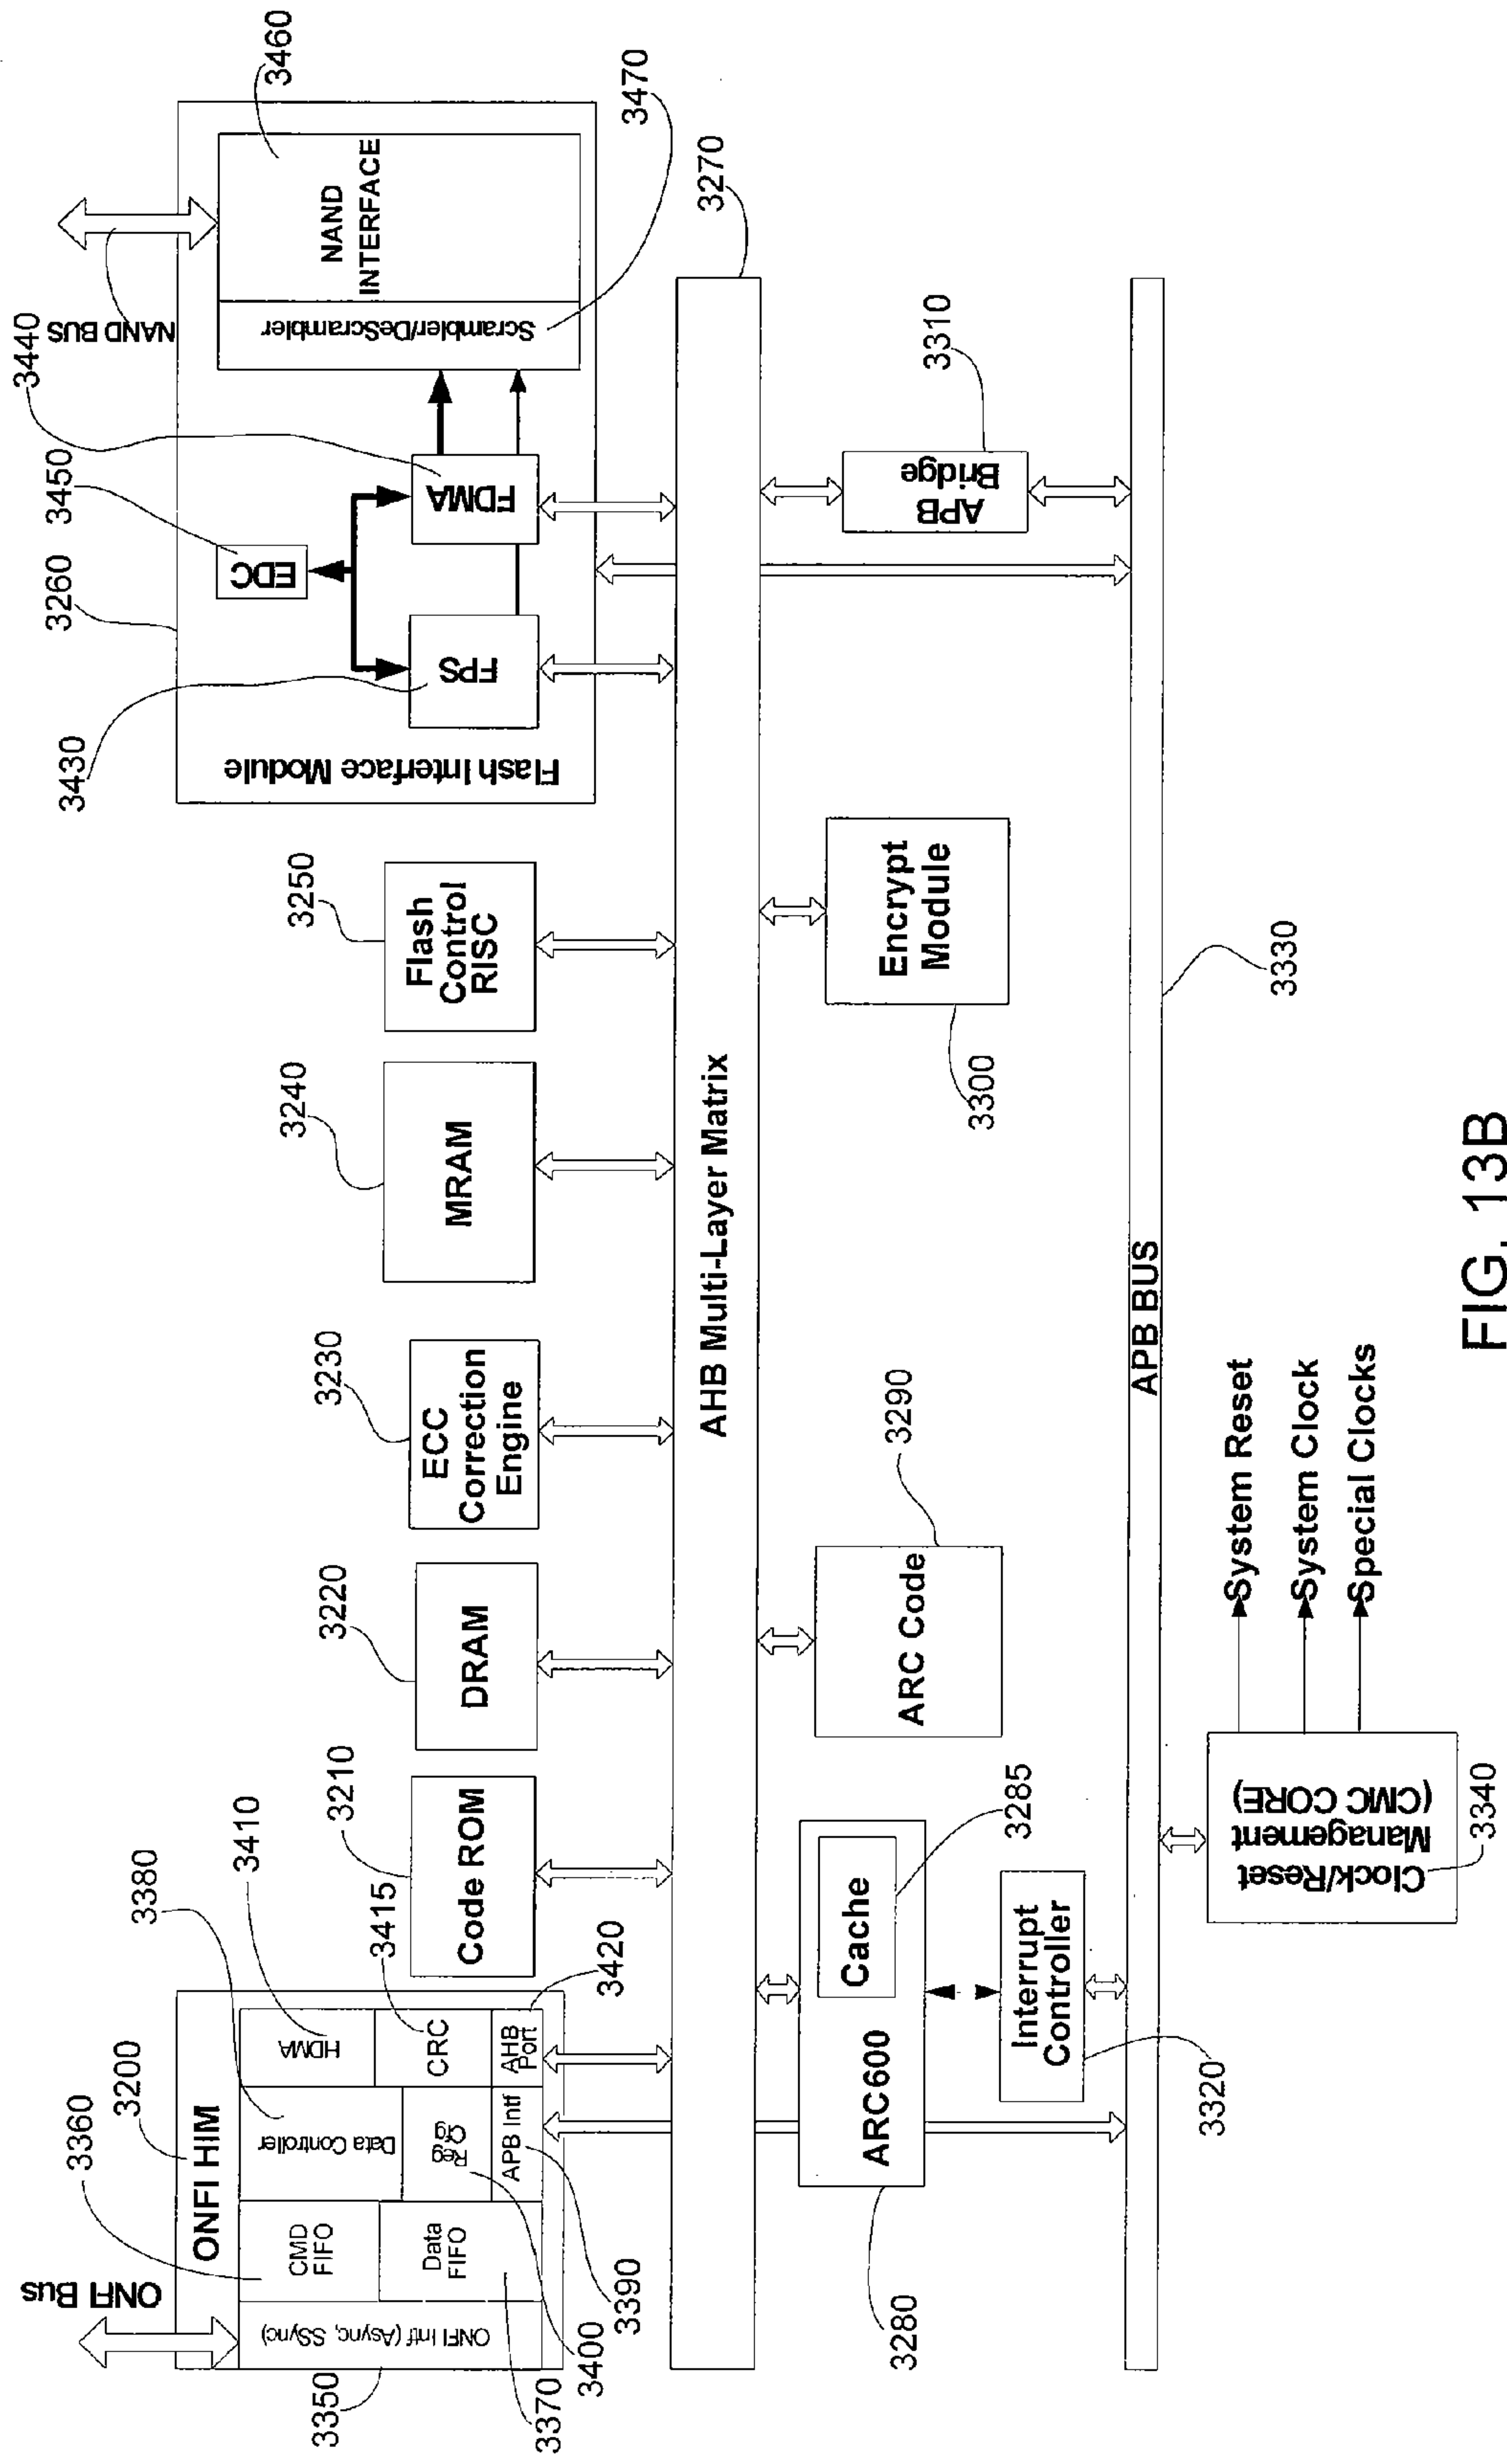 ONFI Bus
ONFI HIM
3200
3350
ONFI Intf (Async, SSync)
3360
CMD
FIFO
Data
FIFO
3370
3380
Data Controller
Reg
Cfg
3400
APB Intf
3390
3410
HDMA
CRC
3415
AHB
Port
3420
3210
Code ROM
3220
DRAM
3230
ECC
Correction
Engine
3240
MRAM
3250
Flash
Control
RISC
3260
Flash Interface Module
3430
FPS
3450
EDC
3440
FDMA
NAND BUS
Scrambler/DeScrambler
NAND
INTERFACE
3460
3470
AHB Multi-Layer Matrix
3270
3280
ARC600
Cache
3285
ARC Code
3290
Encrypt
Module
3300
APB
Bridge
3310
Interrupt
Controller
3320
APB BUS
3330
Clock/Reset
Management
(CMC CORE)
3340
System Reset
System Clock
Special Clocks
FIG. 13B